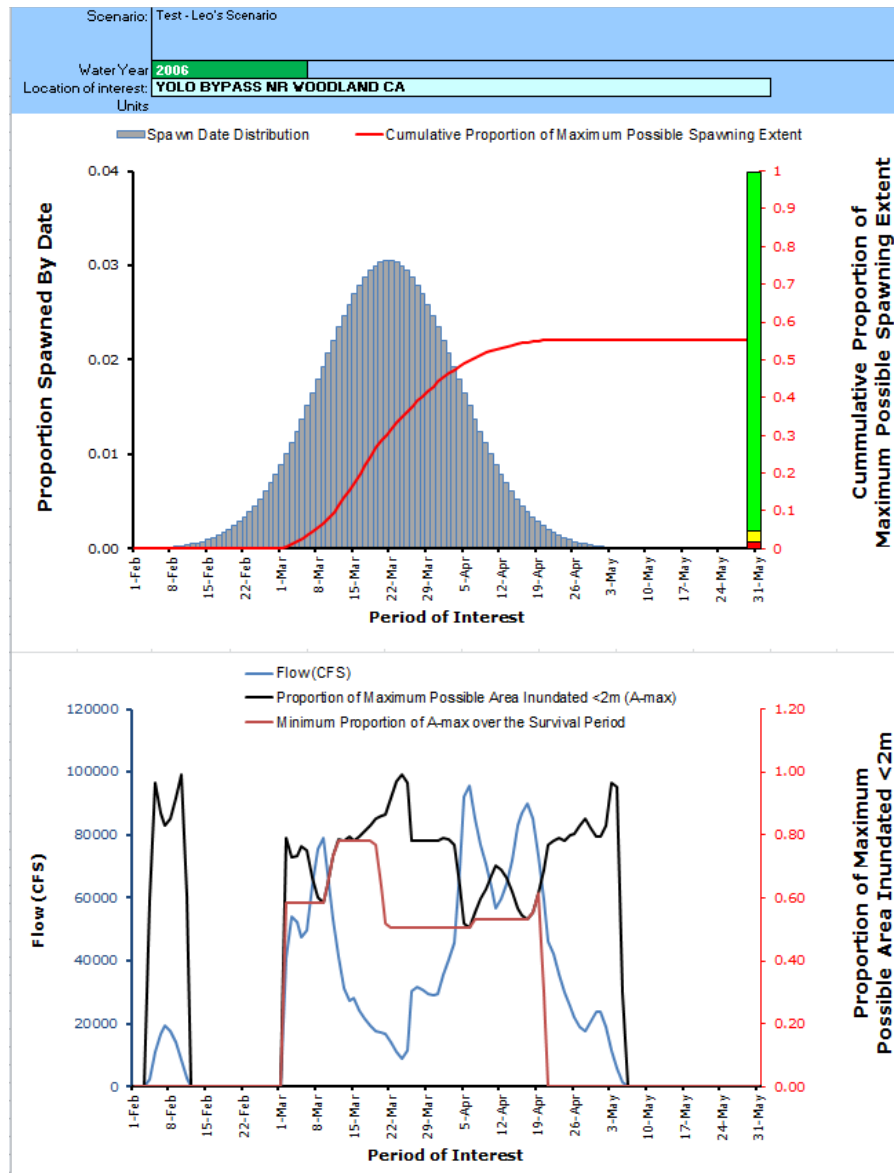 Scenario: Test - Leo's Scenario
Water Year 2006
Location of interest: YOLO BYPASS NR WOODLAND CA
Units
Spawn Date Distribution Cumulative Proportion of Maximum Possible Spawning Extent
Proportion Spawned By Date
0.04
0.03
0.02
0.01
0.00
1
0.9
0.8
0.7
0.6
0.5
0.4
0.3
0.2
0.1
0
Cummulative Proportion of
Maximum Possible Spawning Extent
1-Feb 8-Feb 15-Feb 22-Feb 1-Mar 8-Mar 15-Mar 22-Mar 29-Mar 5-Apr 12-Apr 19-Apr 26-Apr 3-May 10-May 17-May 24-May 31-May
Period of Interest
Flow(CFS)
Proportion of Maximum Possible Area Inundated <2m (A-max)
Minimum Proportion of A-max over the Survival Period
Flow (CFS)
120000
100000
80000
60000
40000
20000
0
1.20
1.00
0.80
0.60
0.40
0.20
0.00
Proportion of Maximum
Possible Area Inundated <2m
1-Feb 8-Feb 15-Feb 22-Feb 1-Mar 8-Mar 15-Mar 22-Mar 29-Mar 5-Apr 12-Apr 19-Apr 26-Apr 3-May 10-May 17-May 24-May 31-May
Period of Interest